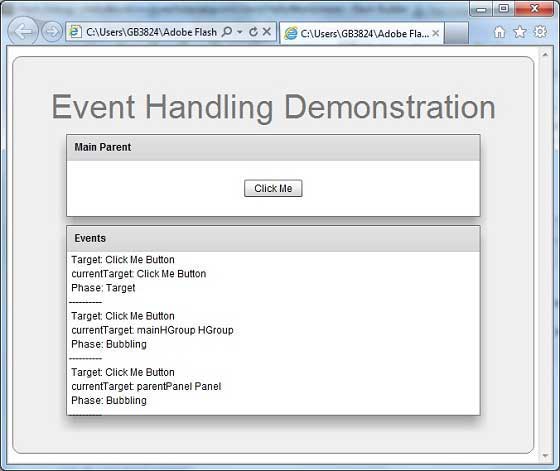 C:\Users\GB3824\Adobe Flash
C:\Users\GB3824\Adobe Fla...
Event Handling Demonstration
Main Parent
Click Me
Events
Target: Click Me Button
currentTarget: Click Me Button
Phase: Target
----------
Target: Click Me Button
currentTarget: mainHGroup HGroup
Phase: Bubbling
----------
Target: Click Me Button
currentTarget: parentPanel Panel
Phase: Bubbling
----------